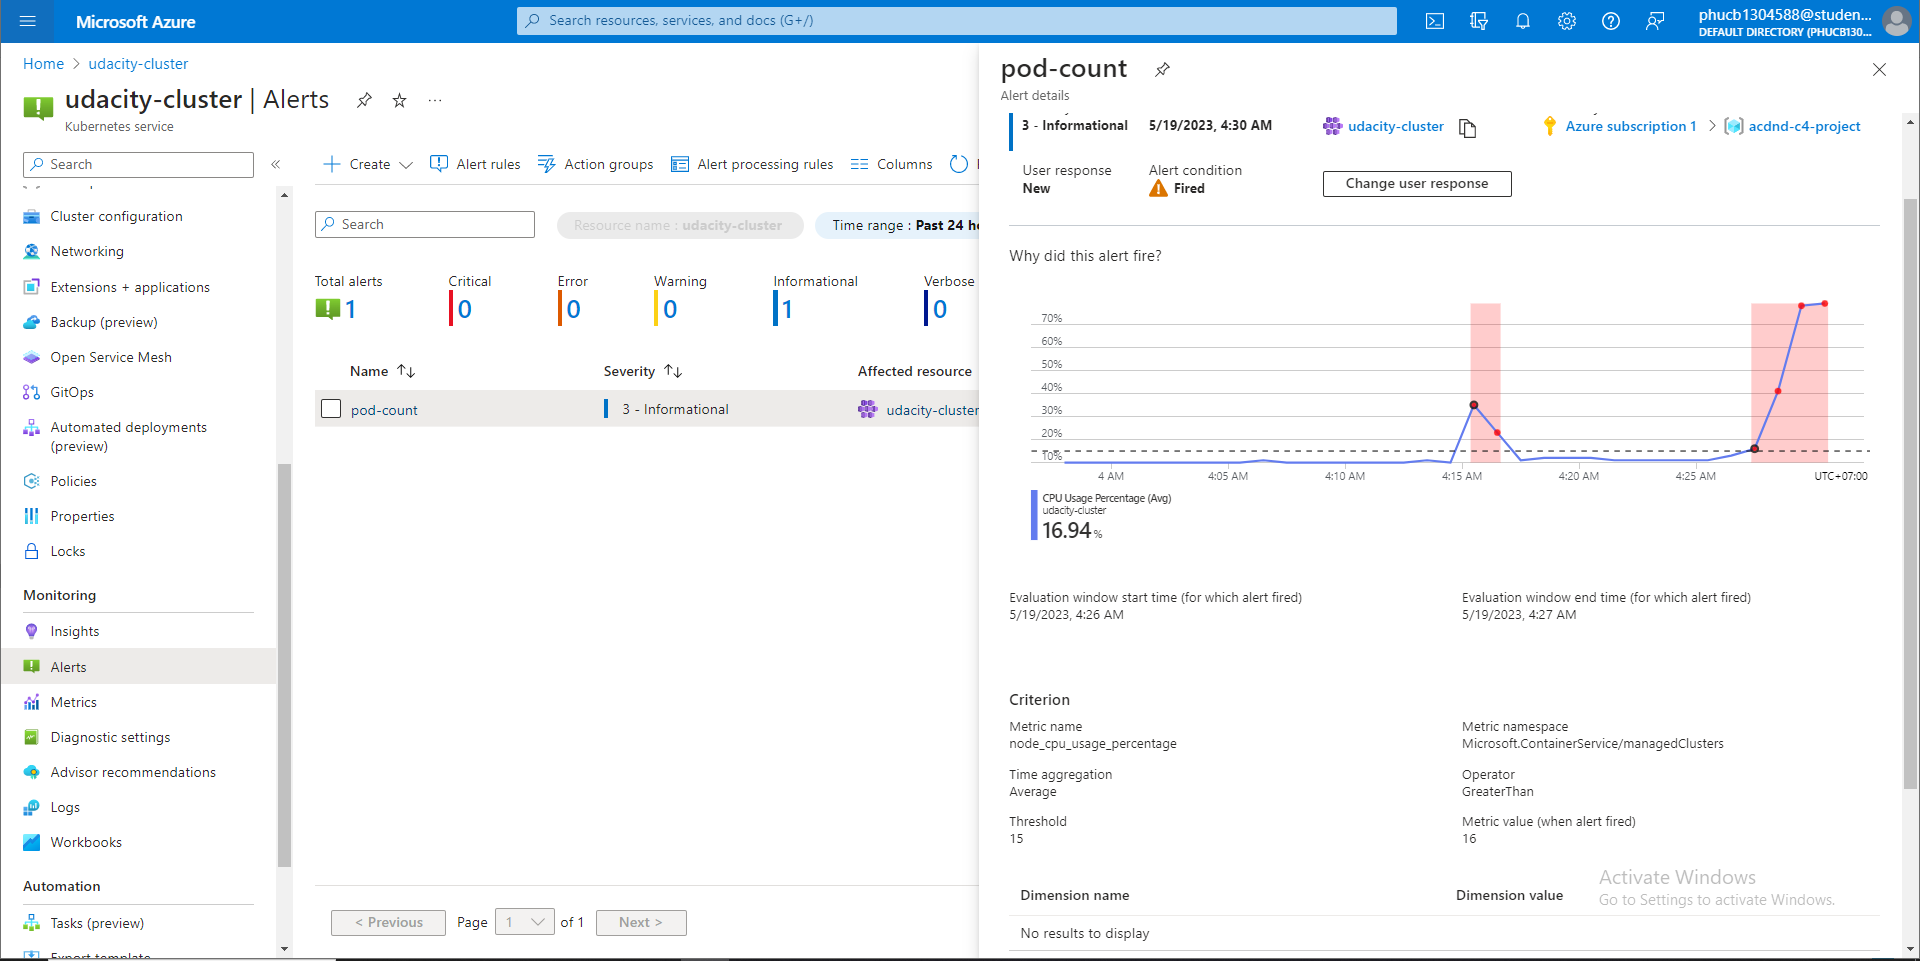 Microsoft Azure
Search resources, services, and docs (G+/)
phucb1304588@studen...
DEFAULT DIRECTORY (PHUCB130...
Home > udacity-cluster
udacity-cluster | Alerts
Kubernetes service
Search
Cluster configuration
Networking
Extensions + applications
Backup (preview)
Open Service Mesh
GitOps
Automated deployments
(preview)
Policies
Properties
Locks
Monitoring
Insights
Alerts
Metrics
Diagnostic settings
Advisor recommendations
Logs
Workbooks
Automation
Tasks (preview)
Export template
Create
Alert rules
Action groups
Alert processing rules
Columns
Search
Resource name : udacity-cluster
Time range : Past 24 h
Total alerts
1
Critical
0
Error
0
Warning
0
Informational
1
Verbose
0
Name
Severity
Affected resource
pod-count
3 - Informational
udacity-cluster
< Previous
Page
1
of 1
Next >
pod-count
Alert details
3 - Informational
5/19/2023, 4:30 AM
udacity-cluster
Azure subscription 1 > acdnd-c4-project
User response
New
Alert condition
Fired
Change user response
Why did this alert fire?
70%
60%
50%
40%
30%
20%
10%
4 AM
4:05 AM
4:10 AM
4:15 AM
4:20 AM
4:25 AM
UTC+07:00
CPU Usage Percentage (Avg)
udacity-cluster
16.94 %
Evaluation window start time (for which alert fired)
5/19/2023, 4:26 AM
Evaluation window end time (for which alert fired)
5/19/2023, 4:27 AM
Criterion
Metric name
node_cpu_usage_percentage
Metric namespace
Microsoft.ContainerService/managedClusters
Time aggregation
Average
Operator
GreaterThan
Threshold
15
Metric value (when alert fired)
16
Dimension name
Dimension value
No results to display
Activate Windows
Go to Settings to activate Windows.